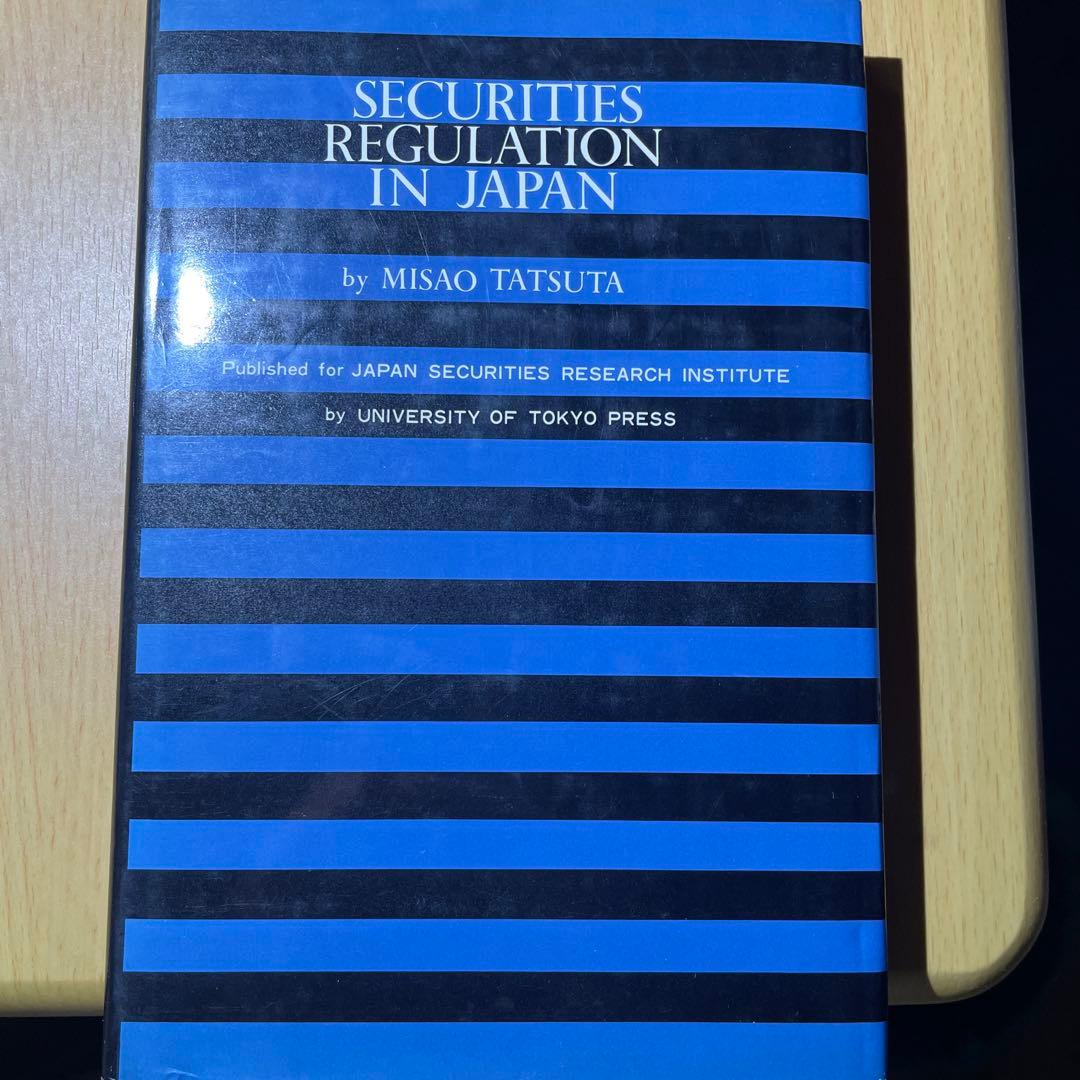 SECURITIES
REGULATION
IN JAPAN
by MISAO TATSUTA
Published for JAPAN SECURITIES RESEARCH INSTITUTE
by UNIVERSITY OF TOKYO PRESS